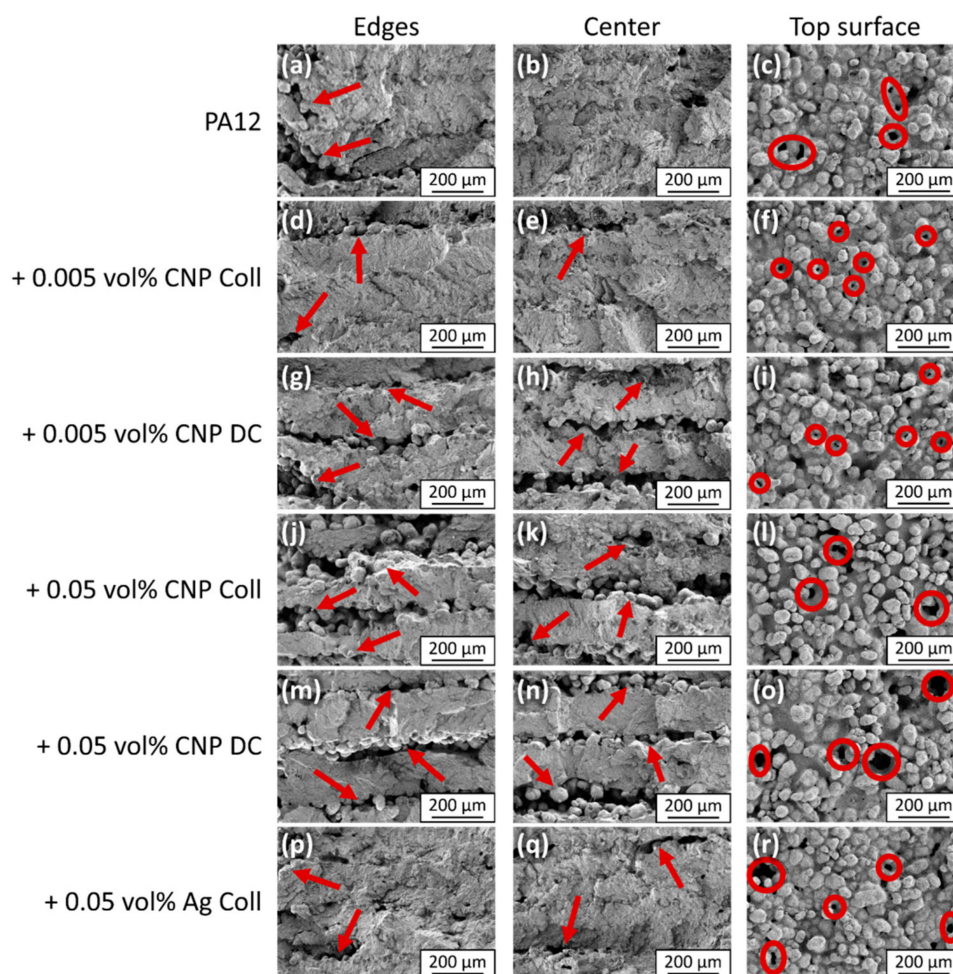 Edges Center Top surface
PA12 (a) (b) (c)
200 µm 200 µm 200 µm
+ 0.005 vol% CNP Coll (d) (e) (f)
200 µm 200 µm 200 µm
+ 0.005 vol% CNP DC (g) (h) (i)
200 µm 200 µm 200 µm
+ 0.05 vol% CNP Coll (j) (k) (l)
200 µm 200 µm 200 µm
+ 0.05 vol% CNP DC (m) (n) (o)
200 µm 200 µm 200 µm
+ 0.05 vol% Ag Coll (p) (q) (r)
200 µm 200 µm 200 µm